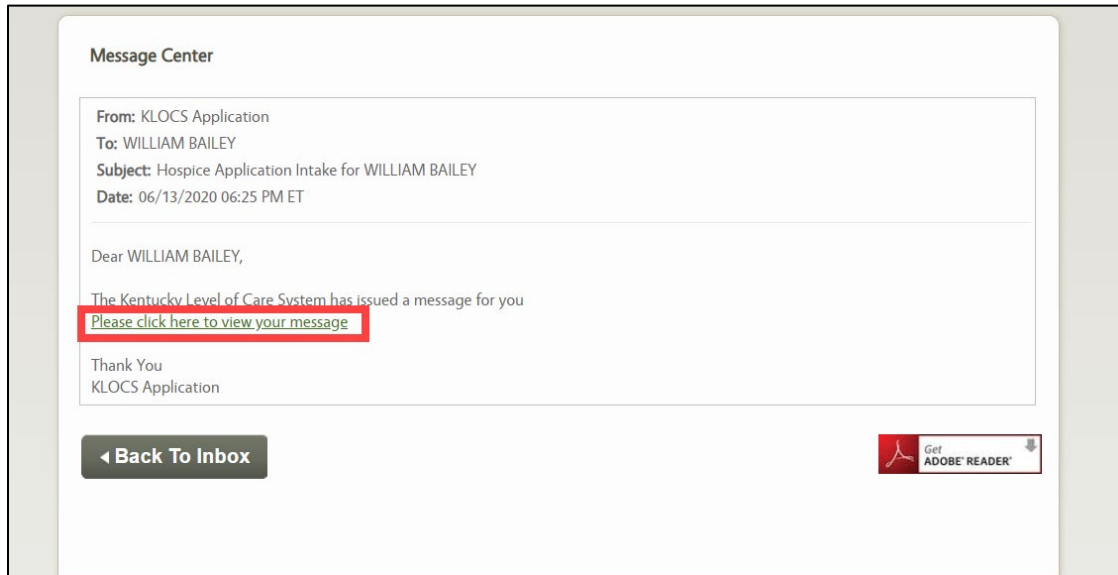 Message Center
From: KLOCS Application
To: WILLIAM BAILEY
Subject: Hospice Application Intake for WILLIAM BAILEY
Date: 06/13/2020 06:25 PM ET
Dear WILLIAM BAILEY,
The Kentucky Level of Care System has issued a message for you
Please click here to view your message
Thank You
KLOCS Application
Back To Inbox
Get
ADOBE® READER®